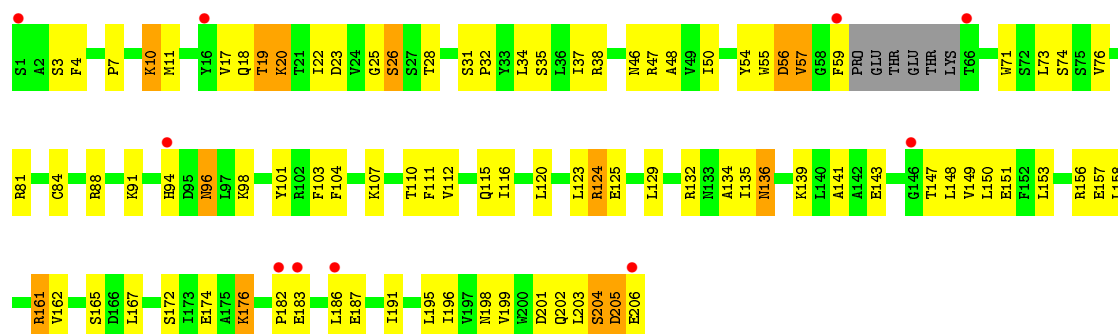 S1 A2 S3 F4 P7 K10 M11 Y16 V17 Q18 T19 K20 T21 I22 D23 V24 G25 S26 S27 T28 S31 P32 Y33 L34 S35 L36 I37 R38 N46 R47 A48 V49 I50 Y54 W55 D56 V57 G58 F59 PRO GLU THR GLU THR LYS T66 W71 S72 L73 S74 S75 V76
R81 C84 R88 K91 H94 D95 N96 L97 K98 Y101 R102 F103 F104 K107 T110 F111 V112 Q115 I116 L120 L123 R124 E125 L129 R132 N133 A134 I135 N136 K139 L140 A141 A142 E143 G146 T147 L148 V149 L150 E151 F152 L153 R156 E157 L158
R161 V162 S165 D166 L167 S172 I173 E174 A175 K176 P182 E183 L186 E187 I191 L195 I196 V197 N198 V199 W200 D201 Q202 L203 S204 D205 E206